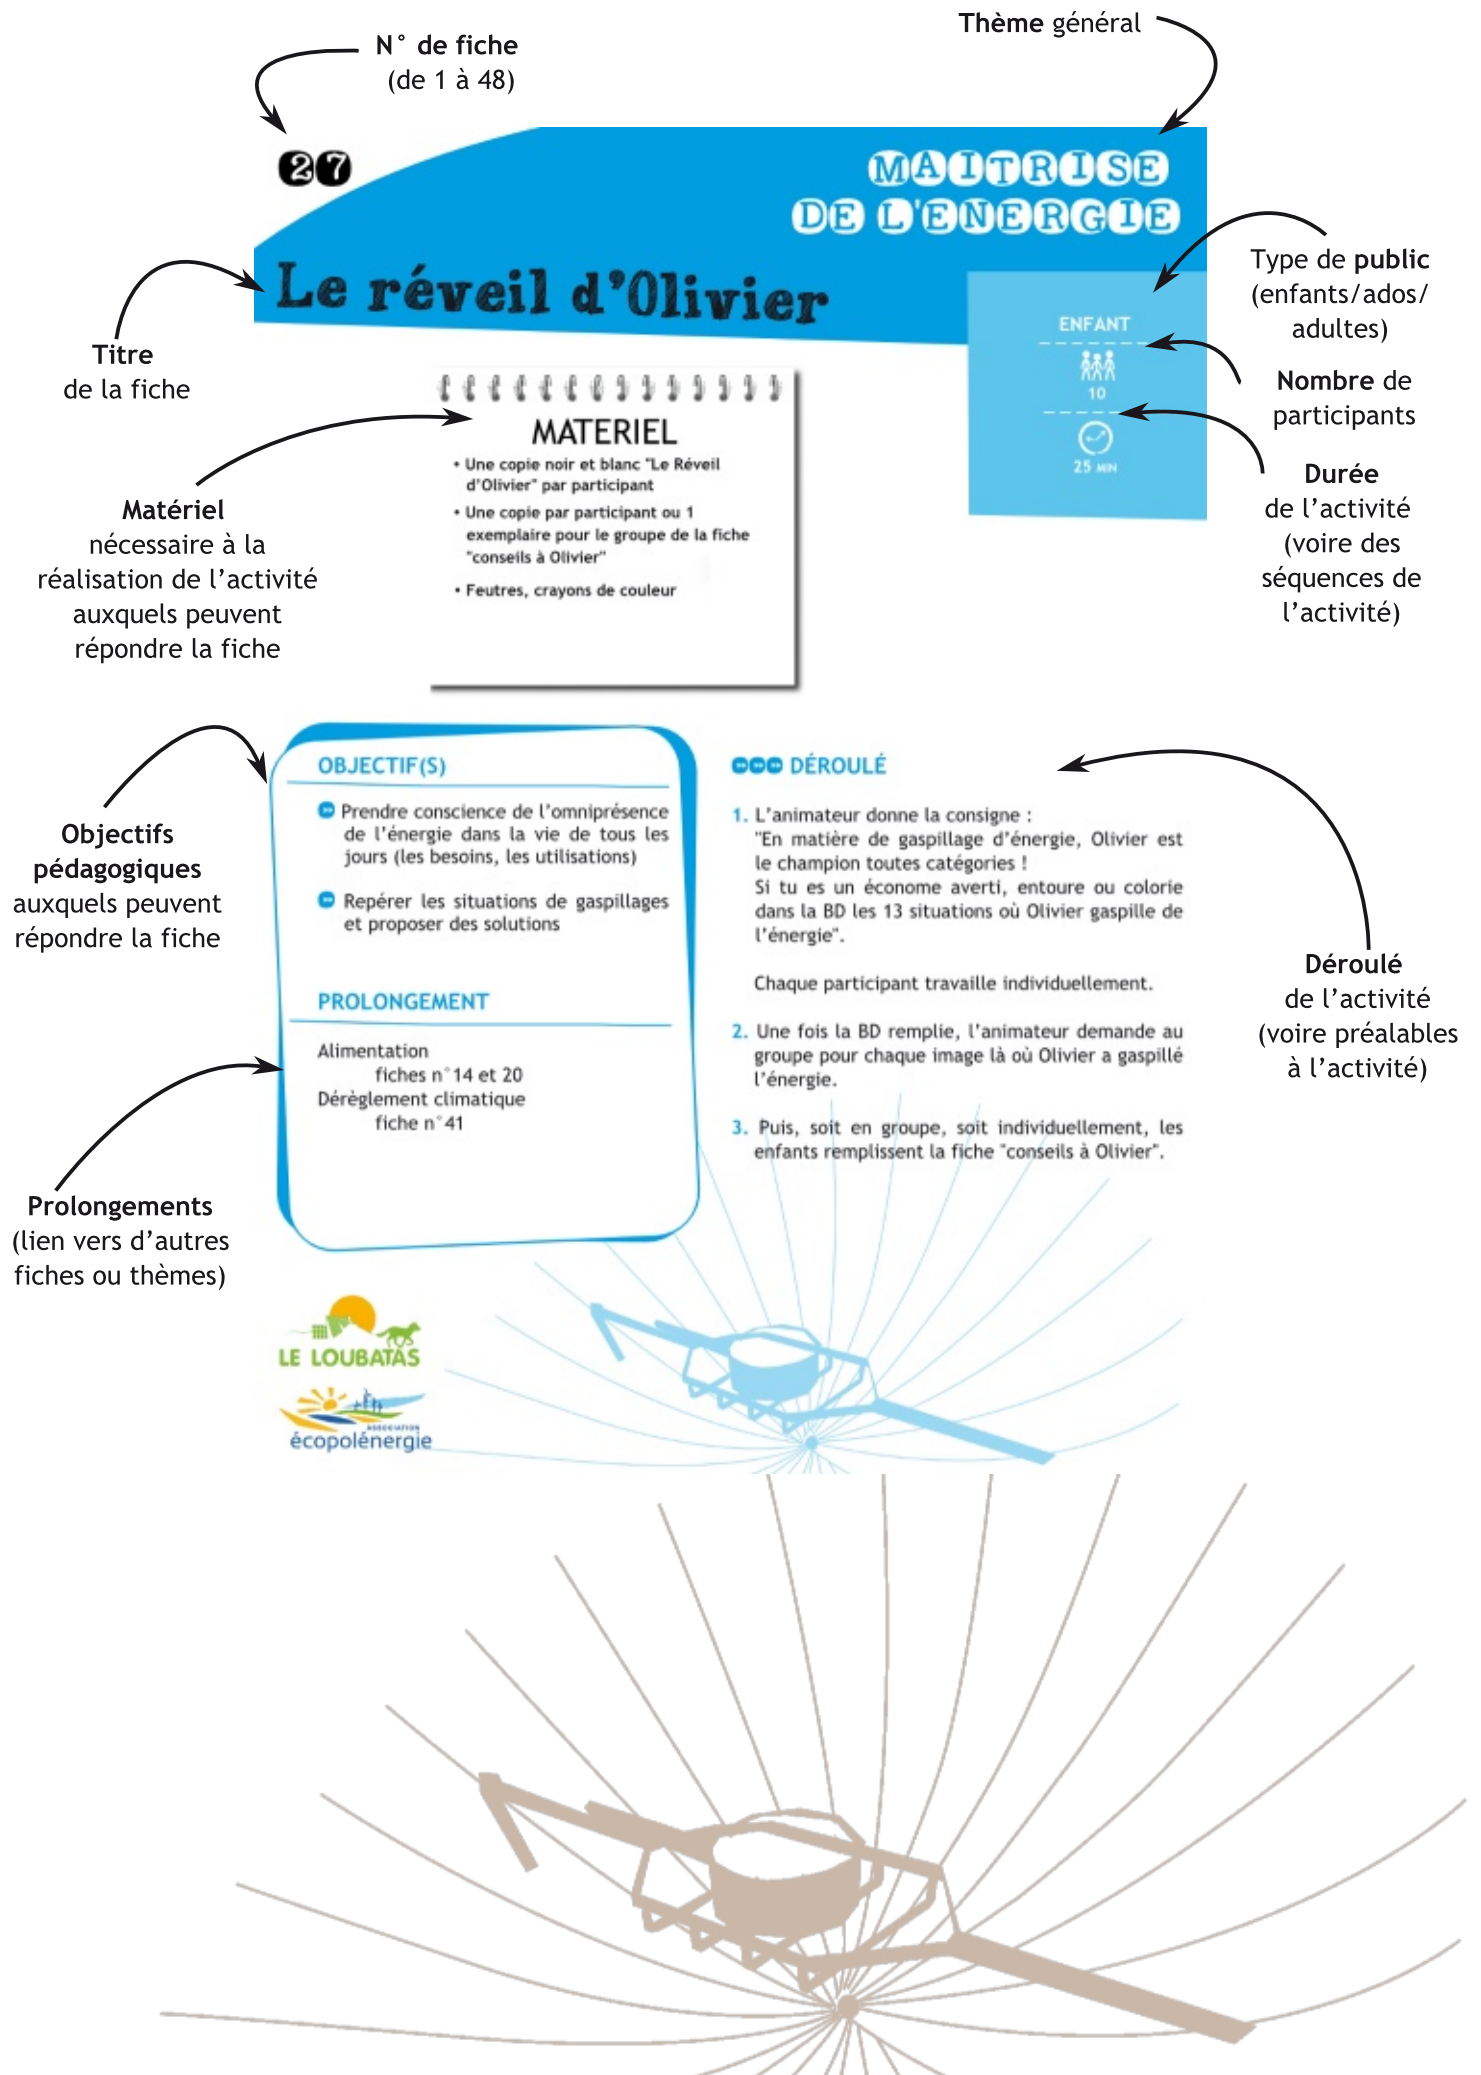 N° de fiche
(de 1 à 48)
Thème général
27
MAITRISE
DE L'ENERGIE
Le réveil d'Olivier
Titre
de la fiche
Type de public
(enfants/ados/
adultes)
ENFANT
10
25 MIN
Nombre de
participants
Durée
de l’activité
(voire des
séquences de
l’activité)
MATERIEL
• Une copie noir et blanc "Le Réveil
d’Olivier" par participant
• Une copie par participant ou 1
exemplaire pour le groupe de la fiche
"conseils à Olivier"
• Feutres, crayons de couleur
Matériel
nécessaire à la
réalisation de l’activité
auxquels peuvent
répondre la fiche
Objectifs
pédagogiques
auxquels peuvent
répondre la fiche
OBJECTIF(S)
Prendre conscience de l’omniprésence
de l’énergie dans la vie de tous les
jours (les besoins, les utilisations)
Repérer les situations de gaspillages
et proposer des solutions
PROLONGEMENT
Alimentation
fiches n°14 et 20
Dérèglement climatique
fiche n°41
Prolongements
(lien vers d’autres
fiches ou thèmes)
DÉROULÉ
1. L’animateur donne la consigne :
"En matière de gaspillage d’énergie, Olivier est
le champion toutes catégories !
Si tu es un économe averti, entoure ou colorie
dans la BD les 13 situations où Olivier gaspille de
l’énergie".
Chaque participant travaille individuellement.
2. Une fois la BD remplie, l’animateur demande au
groupe pour chaque image là où Olivier a gaspillé
l’énergie.
3. Puis, soit en groupe, soit individuellement, les
enfants remplissent la fiche "conseils à Olivier".
Déroulé
de l’activité
(voire préalables
à l’activité)
LE LOUBATAS
ASSOCIATION
écopolénergie